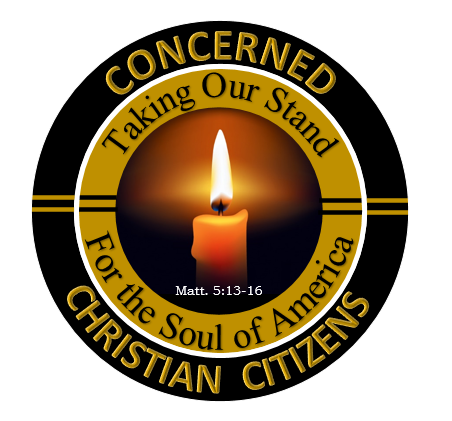 CONCERNED
Taking Our Stand
Matt. 5:13-16
For the Soul of America
CHRISTIAN CITIZENS